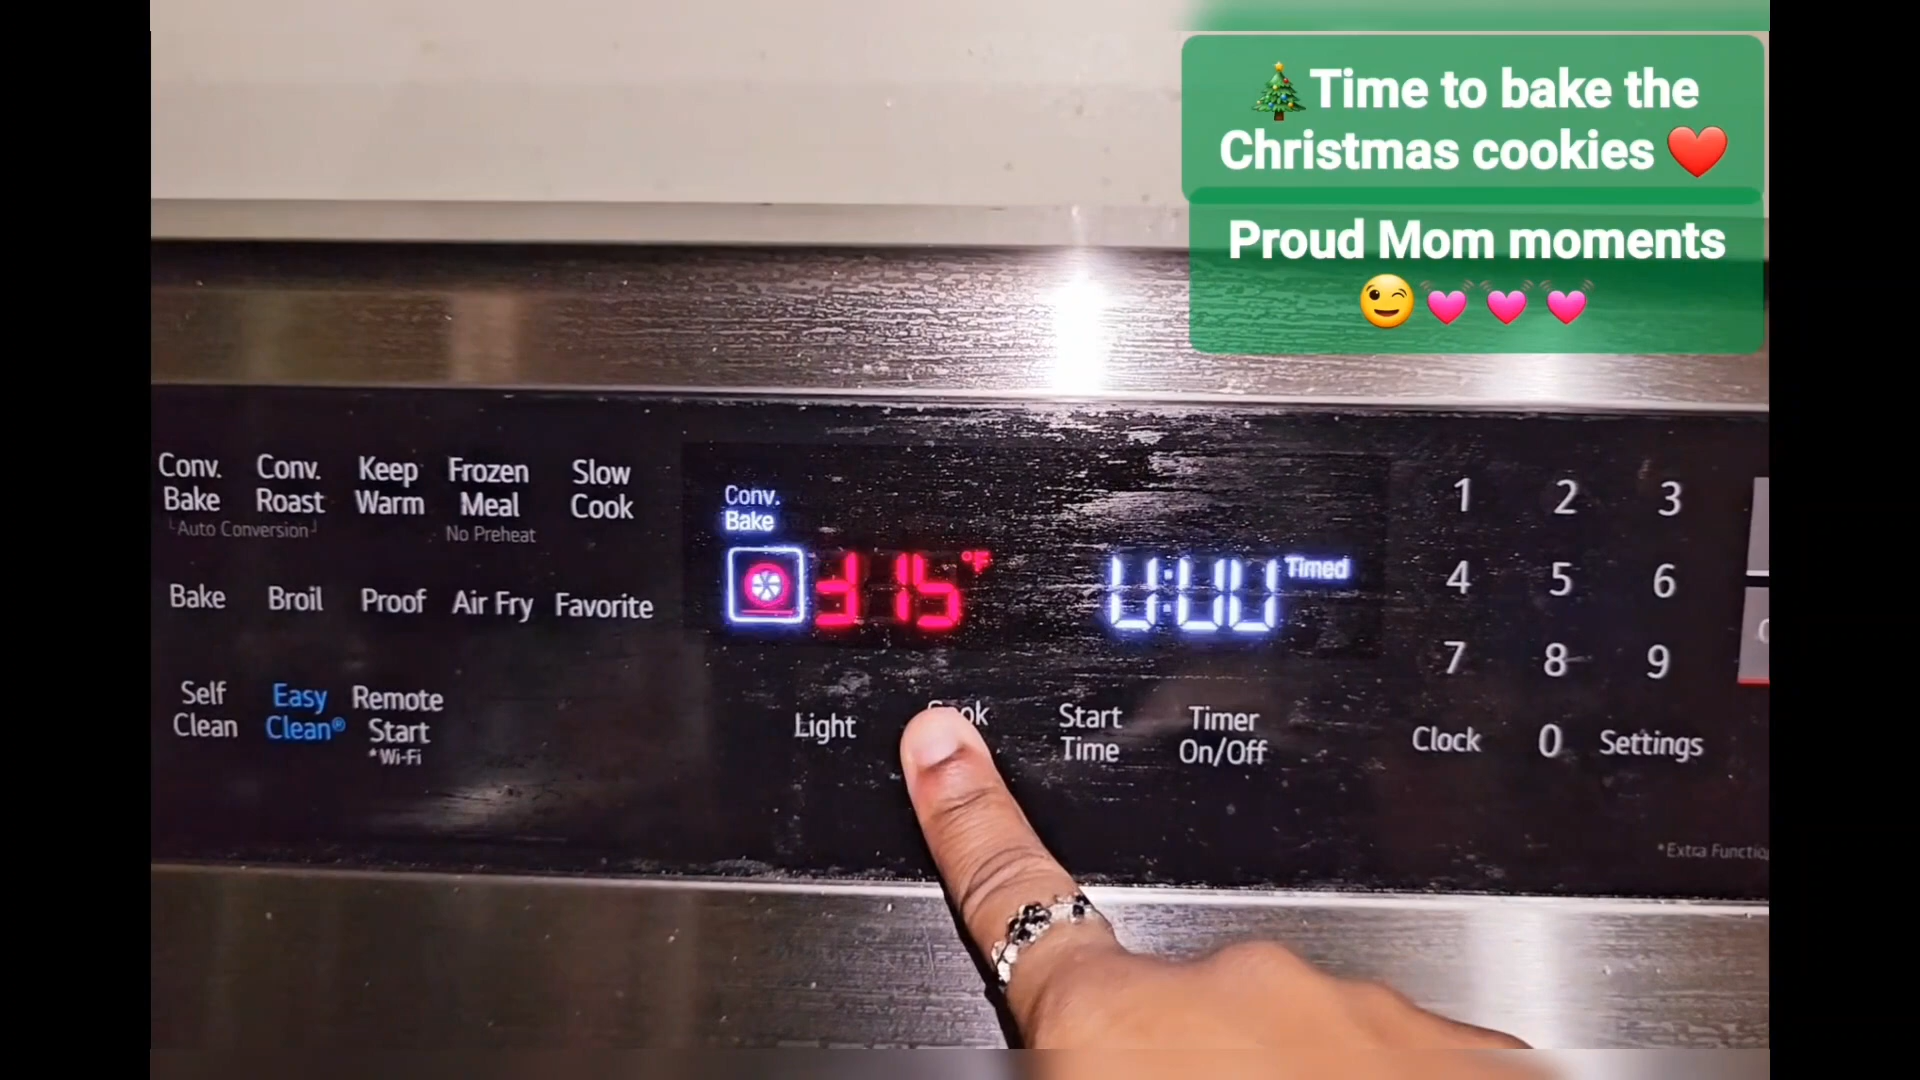 🎄Time to bake the
Christmas cookies ❤️
Proud Mom moments
😉💓💓💓
Conv. Bake
Conv. Roast
Auto Conversion
Keep Warm
Frozen Meal
No Preheat
Slow Cook
Bake
Broil
Proof
Air Fry
Favorite
Self Clean
Easy Clean®
Remote Start
*Wi-Fi
Conv.
Bake
315 °F
0:00 Timed
Light
Start Time
Timer On/Off
1 2 3
4 5 6
7 8 9
Clock 0 Settings